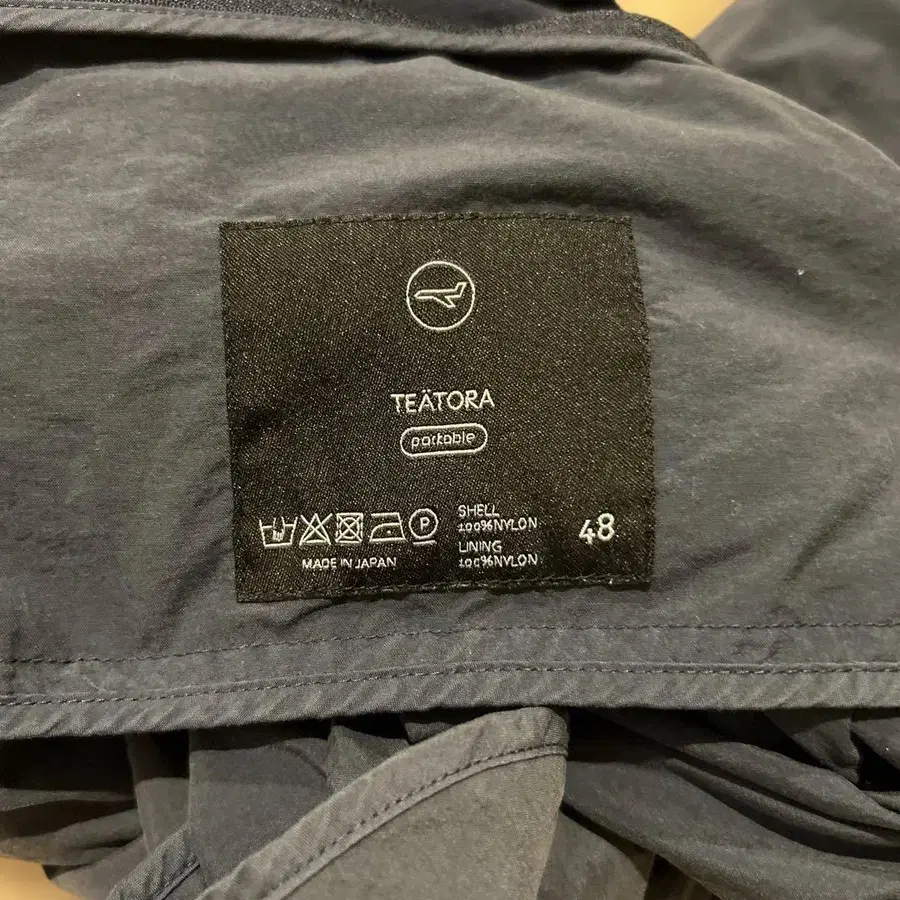 TEÄTORA
packable
SHELL
100%NYLON
LINING
100%NYLON
48
P
MADE IN JAPAN